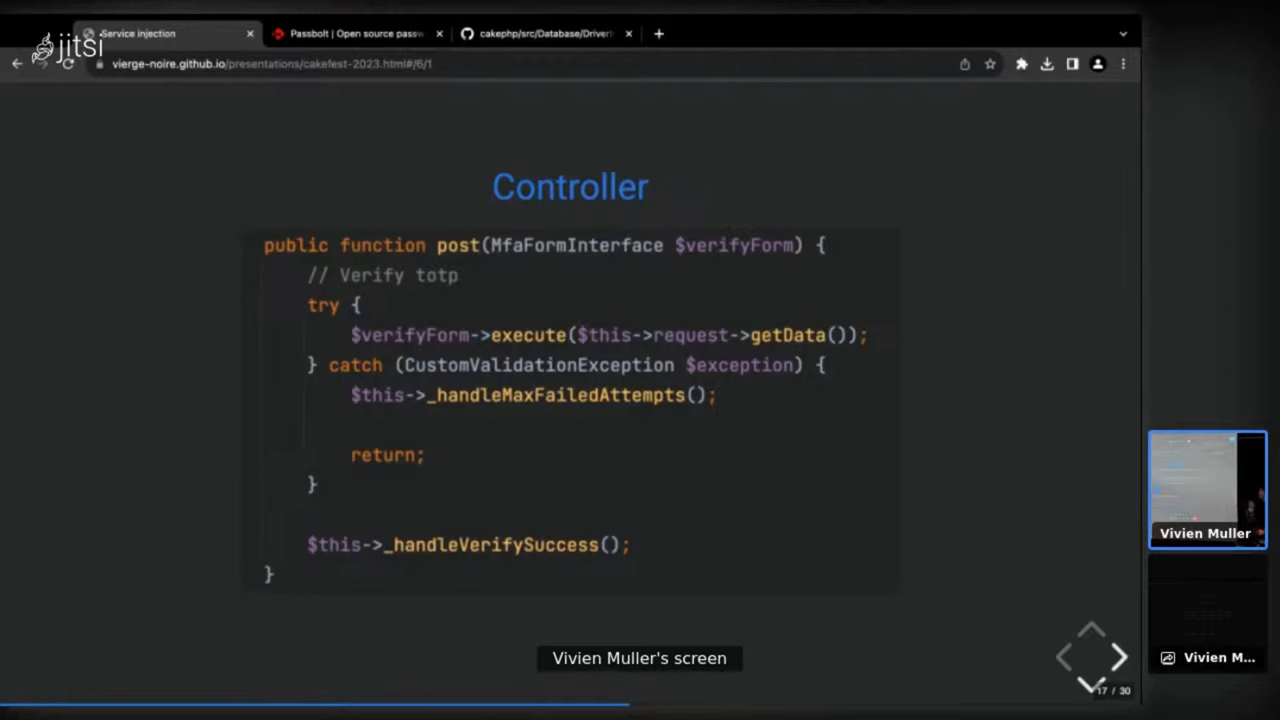 Service injection
Passbolt | Open source passw
cakephp/src/Database/Driver
jitsi
vierge-noire.github.io/presentations/cakefest-2023.html#/6/1
Controller
public function post(MfaFormInterface $verifyForm) {
// Verify totp
try {
$verifyForm->execute($this->request->getData());
} catch (CustomValidationException $exception) {
$this->_handleMaxFailedAttempts();
return;
}
$this->_handleVerifySuccess();
}
Vivien Muller
Vivien Muller's screen
Vivien M...
17 / 30